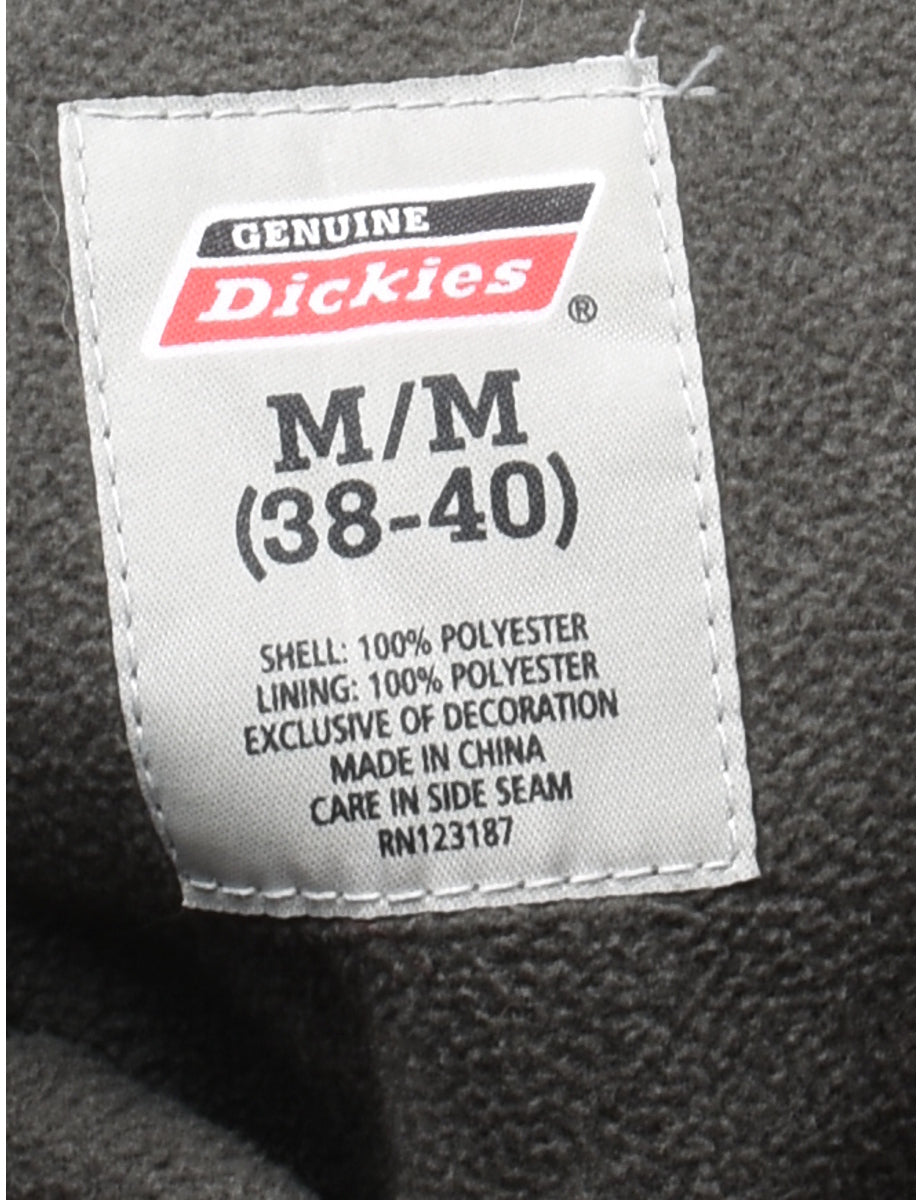 GENUINE
Dickies
®
M/M
(38-40)
SHELL: 100% POLYESTER
LINING: 100% POLYESTER
EXCLUSIVE OF DECORATION
MADE IN CHINA
CARE IN SIDE SEAM
RN123187